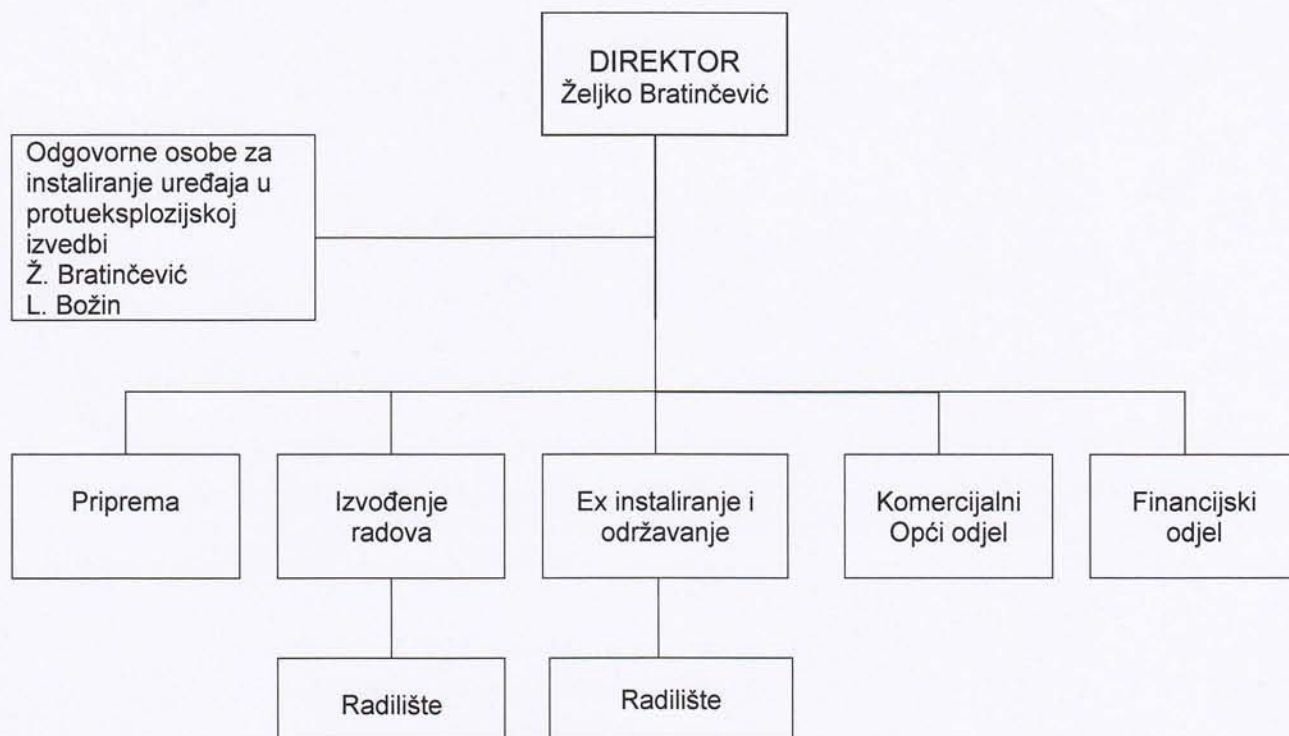 DIREKTOR
Željko Bratinčević
Odgovorne osobe za
instaliranje uređaja u
protueksplozijskoj
izvedbi
Ž. Bratinčević
L. Božin
Priprema
Izvođenje
radova
Ex instaliranje i
održavanje
Komercijalni
Opći odjel
Financijski
odjel
Radilište
Radilište